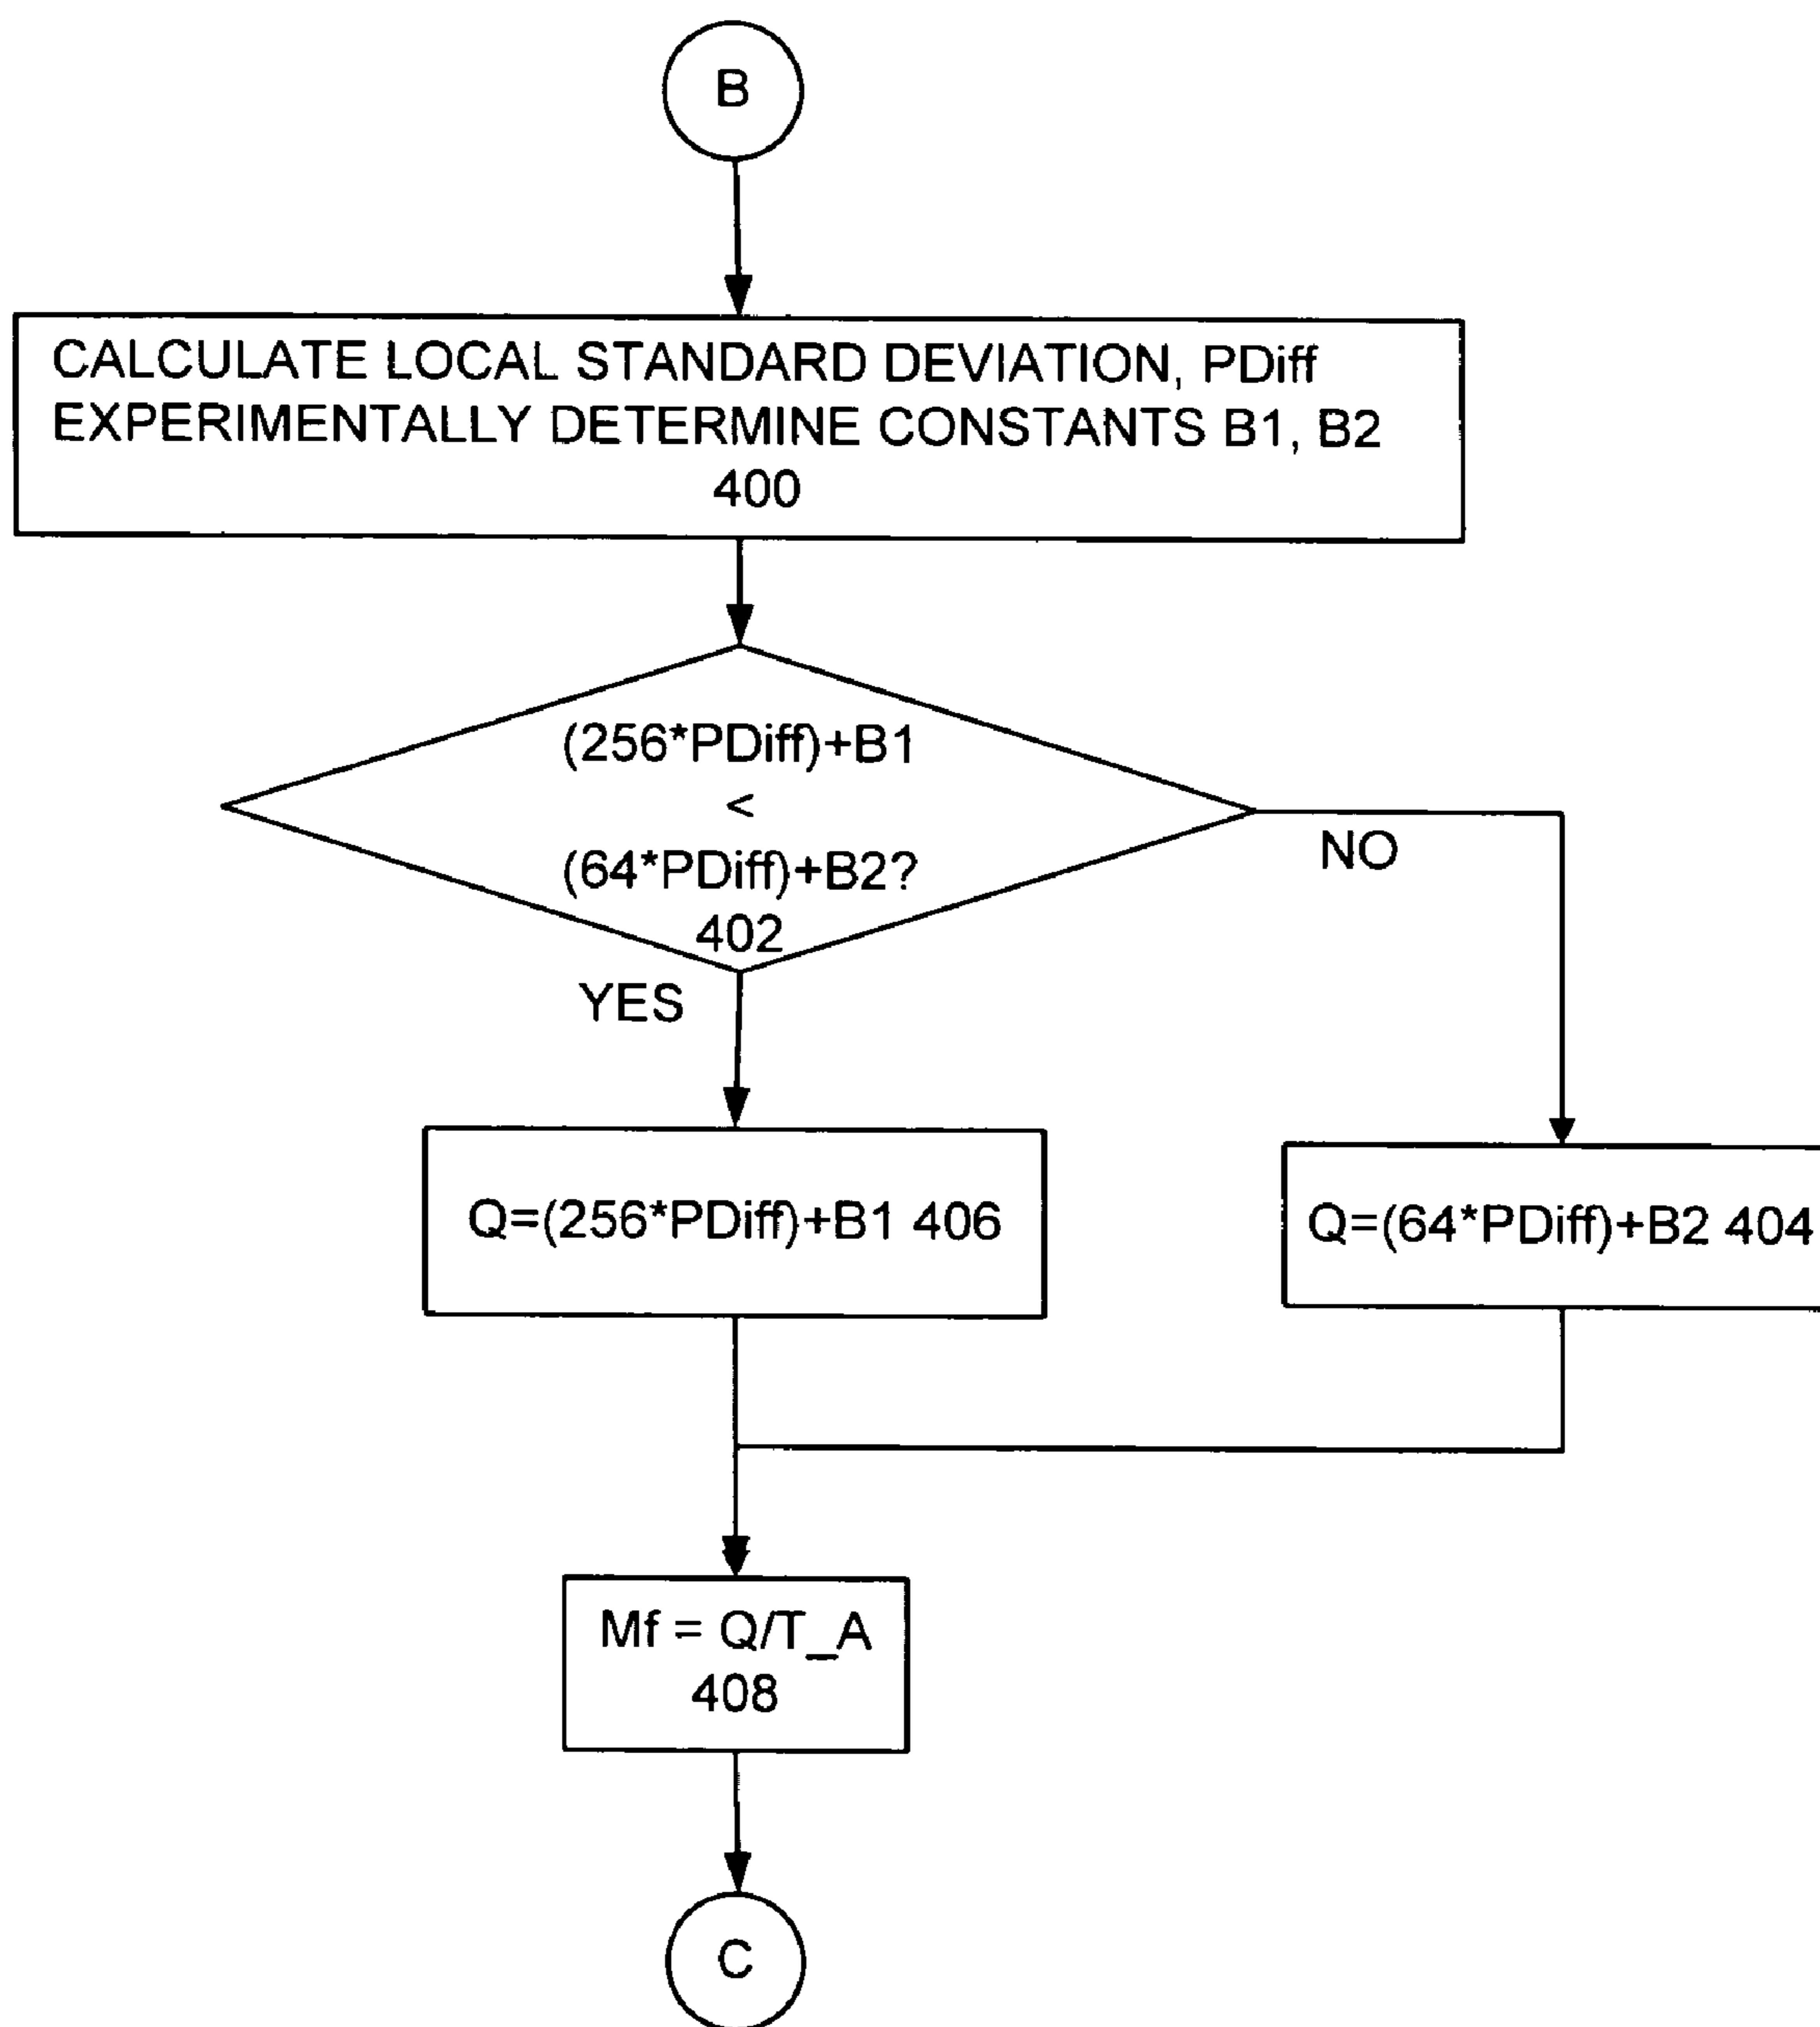 B
CALCULATE LOCAL STANDARD DEVIATION, PDiff
EXPERIMENTALLY DETERMINE CONSTANTS B1, B2
400
(256*PDiff)+B1
<
(64*PDiff)+B2?
402
NO
YES
Q=(256*PDiff)+B1 406
Q=(64*PDiff)+B2 404
Mf = Q/T_A
408
C